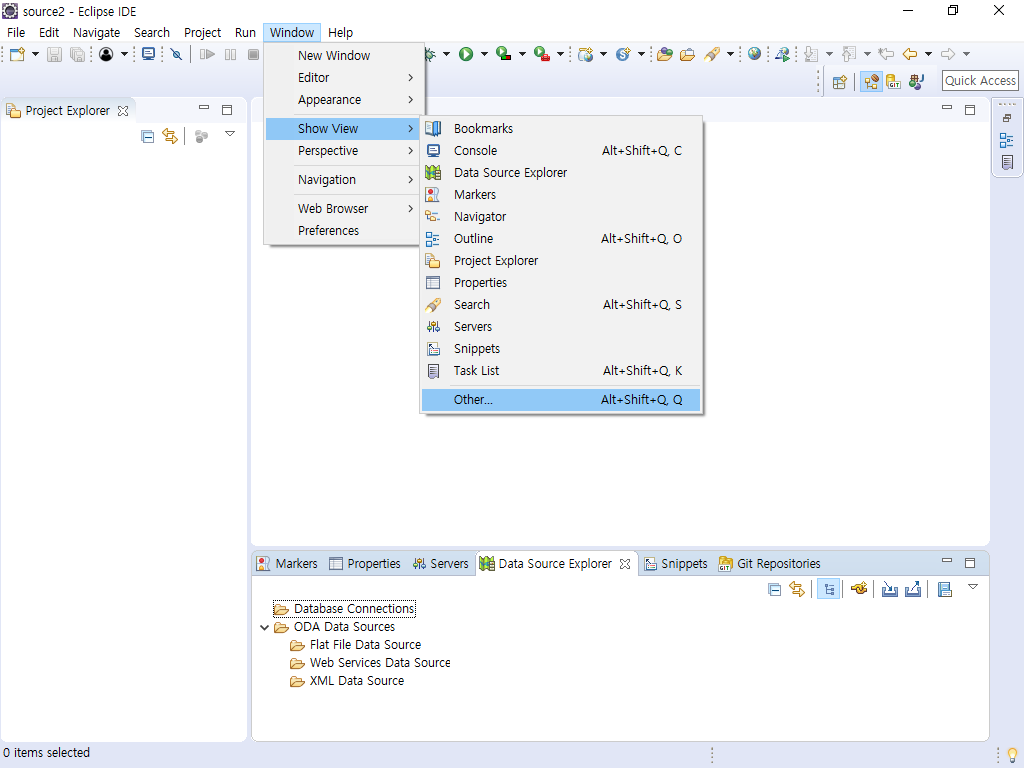 source2 - Eclipse IDE
File Edit Navigate Search Project Run Window Help
Quick Access
Project Explorer
New Window
Editor
Appearance
Show View
Perspective
Navigation
Web Browser
Preferences
Bookmarks
Console Alt+Shift+Q, C
Data Source Explorer
Markers
Navigator
Outline Alt+Shift+Q, O
Project Explorer
Properties
Search Alt+Shift+Q, S
Servers
Snippets
Task List Alt+Shift+Q, K
Other... Alt+Shift+Q, Q
Markers Properties Servers Data Source Explorer Snippets GIT Git Repositories
Database Connections
ODA Data Sources
Flat File Data Source
Web Services Data Source
XML Data Source
0 items selected